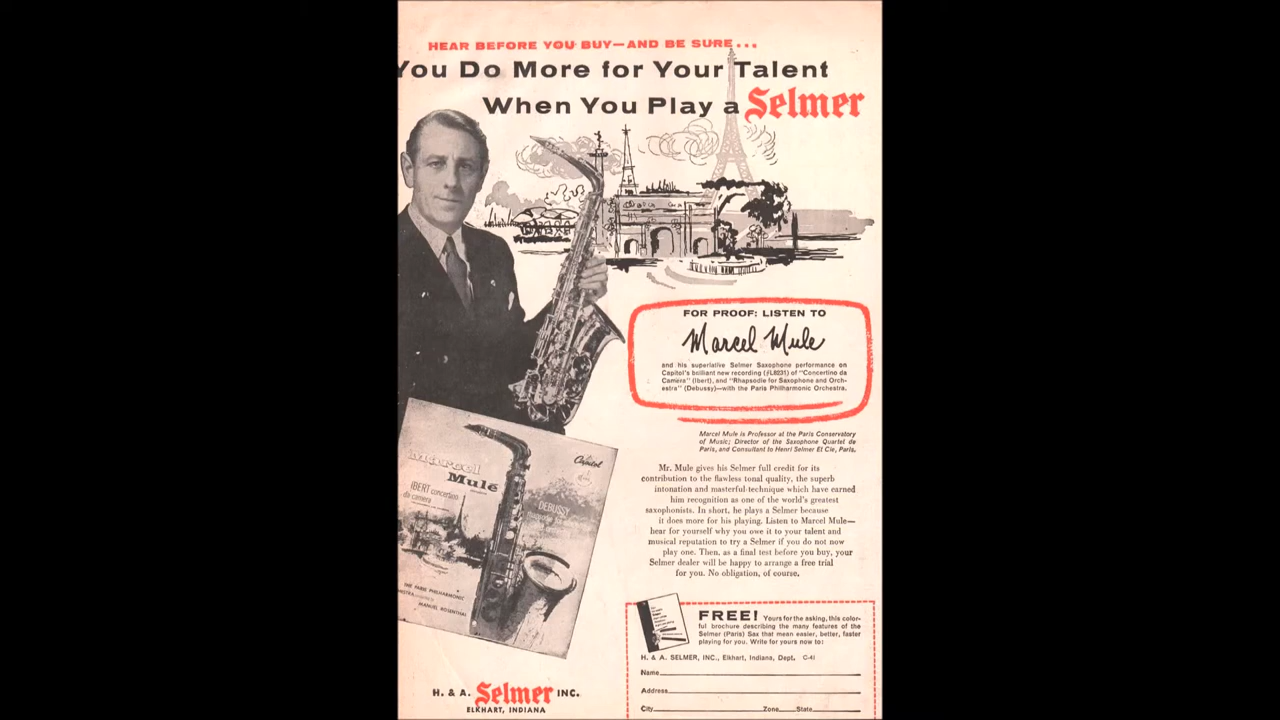 HEAR BEFORE YOU BUY—AND BE SURE...
You Do More for Your Talent
When You Play a Selmer
FOR PROOF: LISTEN TO
Marcel Mule
and his superlative Selmer Saxophone performance on
Capitol's brilliant new recording (#L8231) of "Concertino da
Camera" (Ibert), and "Rhapsodie for Saxophone and Orch-
estra" (Debussy)—with the Paris Philharmonic Orchestra.
Marcel Mule is Professor at the Paris Conservatory
of Music; Director of the Saxophone Quartet de
Paris, and Consultant to Henri Selmer Et Cie, Paris.
Mr. Mule gives his Selmer full credit for its
contribution to the flawless tonal quality, the superb
intonation and masterful technique which have earned
him recognition as one of the world's greatest
saxophonists. In short, he plays a Selmer because
it does more for his playing. Listen to Marcel Mule—
hear for yourself why you owe it to your talent and
musical reputation to try a Selmer if you do not now
play one. Then, as a final test before you buy, your
Selmer dealer will be happy to arrange a free trial
for you. No obligation, of course.
Marcel
Mule
Capitol
IBERT concertino
da camera
DEBUSSY
THE PARIS PHILHARMONIC
MANUEL ROSENTHAL
FREE! Yours for the asking, this color-
ful brochure describing the many features of the
Selmer (Paris) Sax that mean easier, better, faster
playing for you. Write for yours now to:
H. & A. SELMER, INC., Elkhart, Indiana, Dept. C-41
Name
Address
City Zone State
H. & A. Selmer INC.
ELKHART, INDIANA